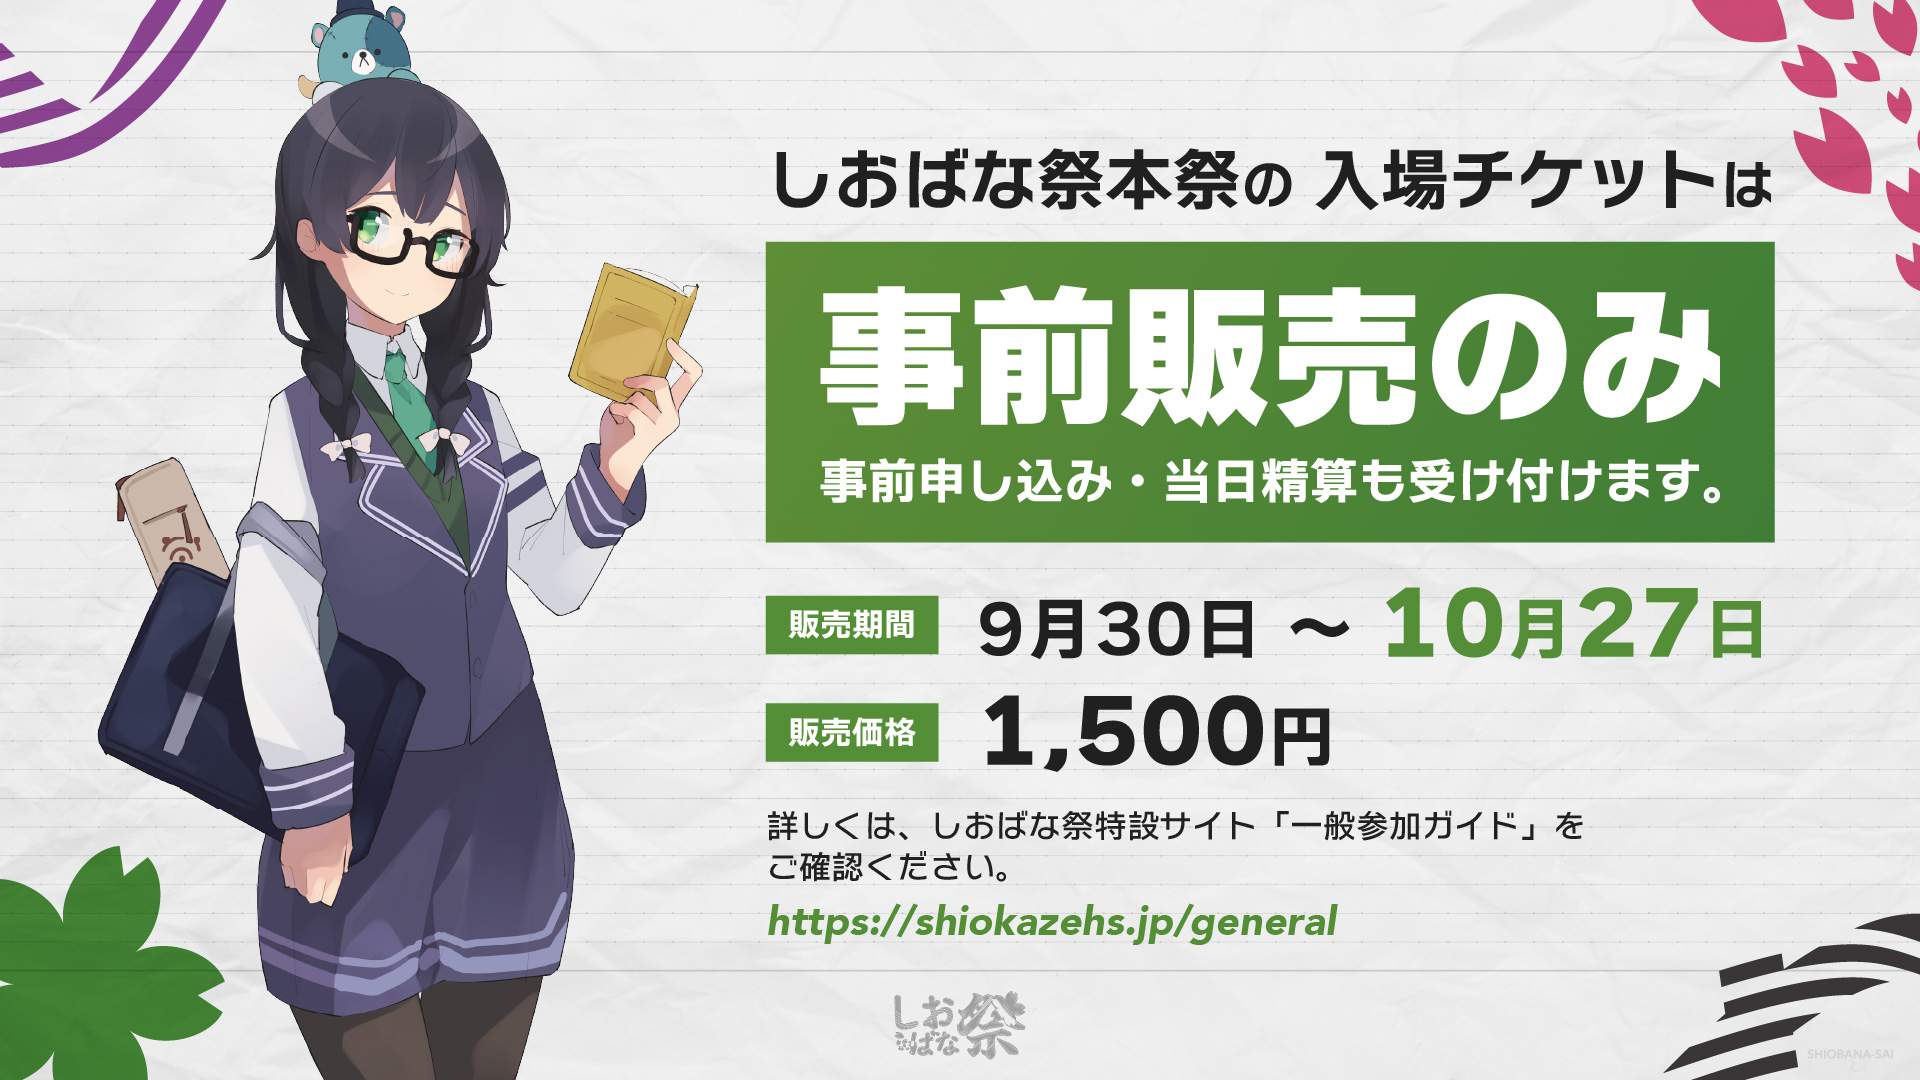 しおばな祭本祭の 入場チケットは
事前販売のみ
事前申し込み・当日精算も受け付けます。
販売期間 9月30日 ～ 10月27日
販売価格 1,500円
詳しくは、しおばな祭特設サイト「一般参加ガイド」を
ご確認ください。
https://shiokazehs.jp/general
しおばな祭
SHIOBANA-SAI